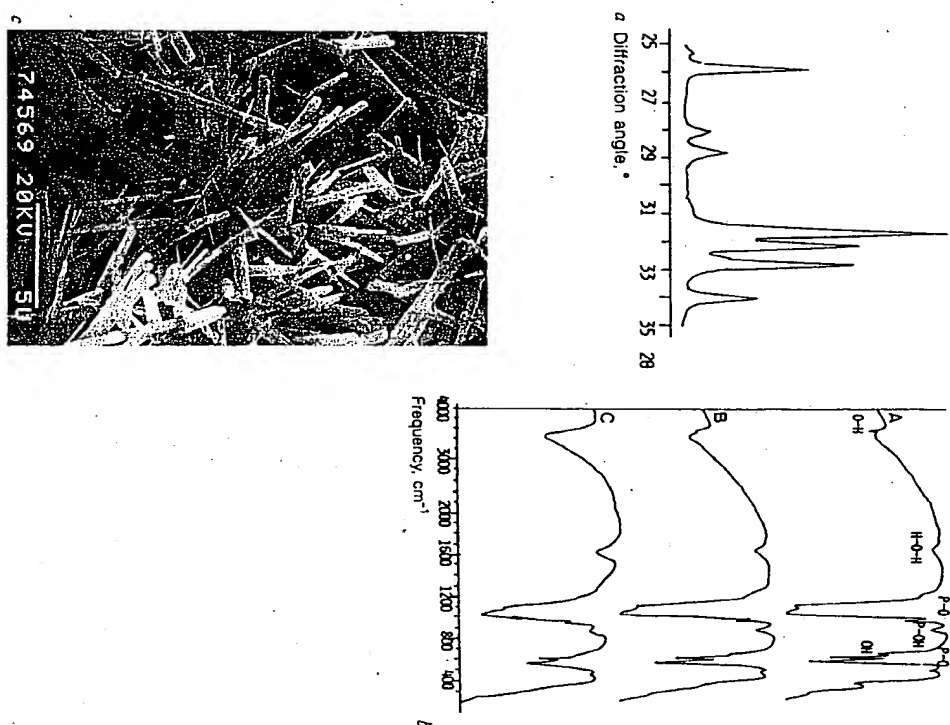 25 27 29 31 33 35 2θ
a Diffraction angle, °
A
O-H
H-O-H
P-O
P-OH
OH
B
C
4000 3000 2000 1600 1200 800 400
Frequency, cm⁻¹
74569 20KV 5U
c